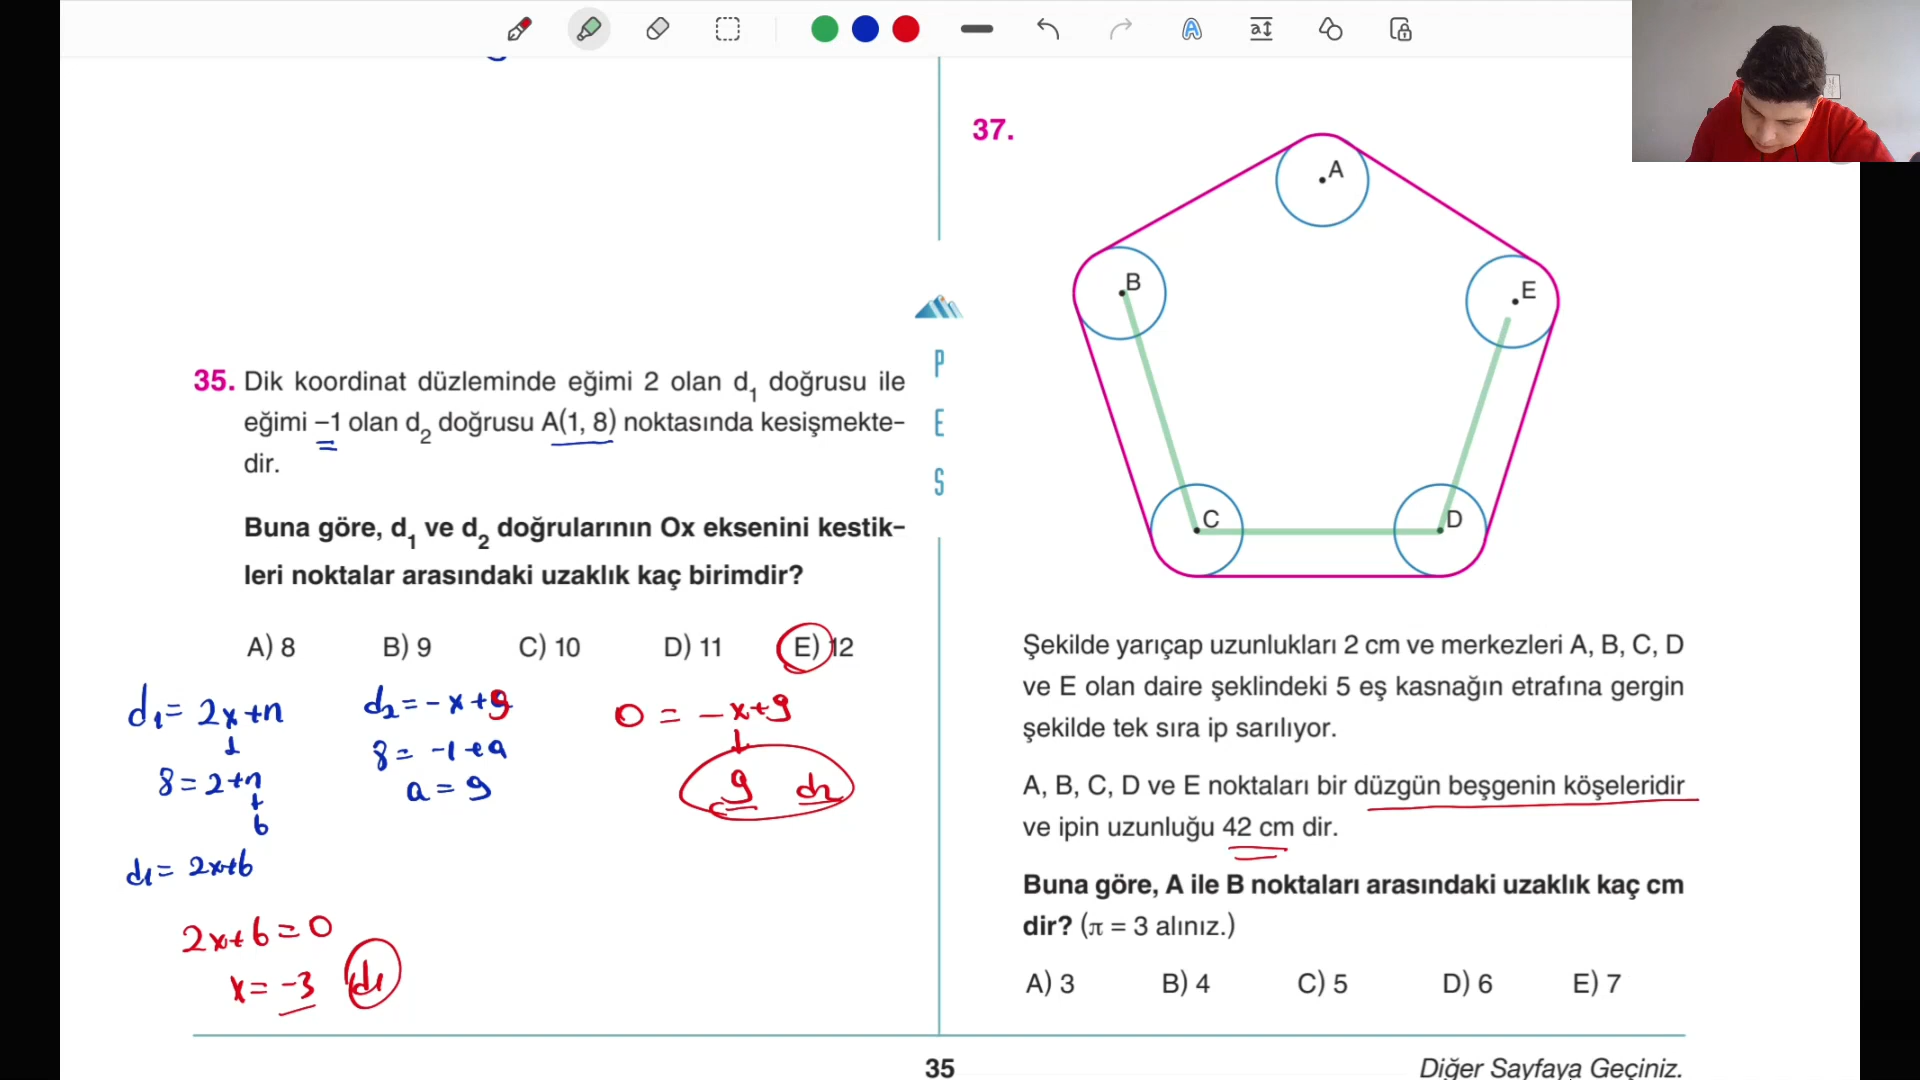 35. Dik koordinat düzleminde eğimi 2 olan d1 doğrusu ile
eğimi –1 olan d2 doğrusu A(1, 8) noktasında kesişmekte-
dir.
Buna göre, d1 ve d2 doğrularının Ox eksenini kestik-
leri noktalar arasındaki uzaklık kaç birimdir?
A) 8 B) 9 C) 10 D) 11 E) 12
d1 = 2x+n
8 = 2+n
6
d1 = 2x+6
2x+6=0
x = -3 d1
d2 = -x+9
8 = -1+a
a = 9
0 = -x+9
9 d2
P
E
S
37.
A
B
E
C
D
Şekilde yarıçap uzunlukları 2 cm ve merkezleri A, B, C, D
ve E olan daire şeklindeki 5 eş kasnağın etrafına gergin
şekilde tek sıra ip sarılıyor.
A, B, C, D ve E noktaları bir düzgün beşgenin köşeleridir
ve ipin uzunluğu 42 cm dir.
Buna göre, A ile B noktaları arasındaki uzaklık kaç cm
dir? (π = 3 alınız.)
A) 3 B) 4 C) 5 D) 6 E) 7
35
Diğer Sayfaya Geçiniz.